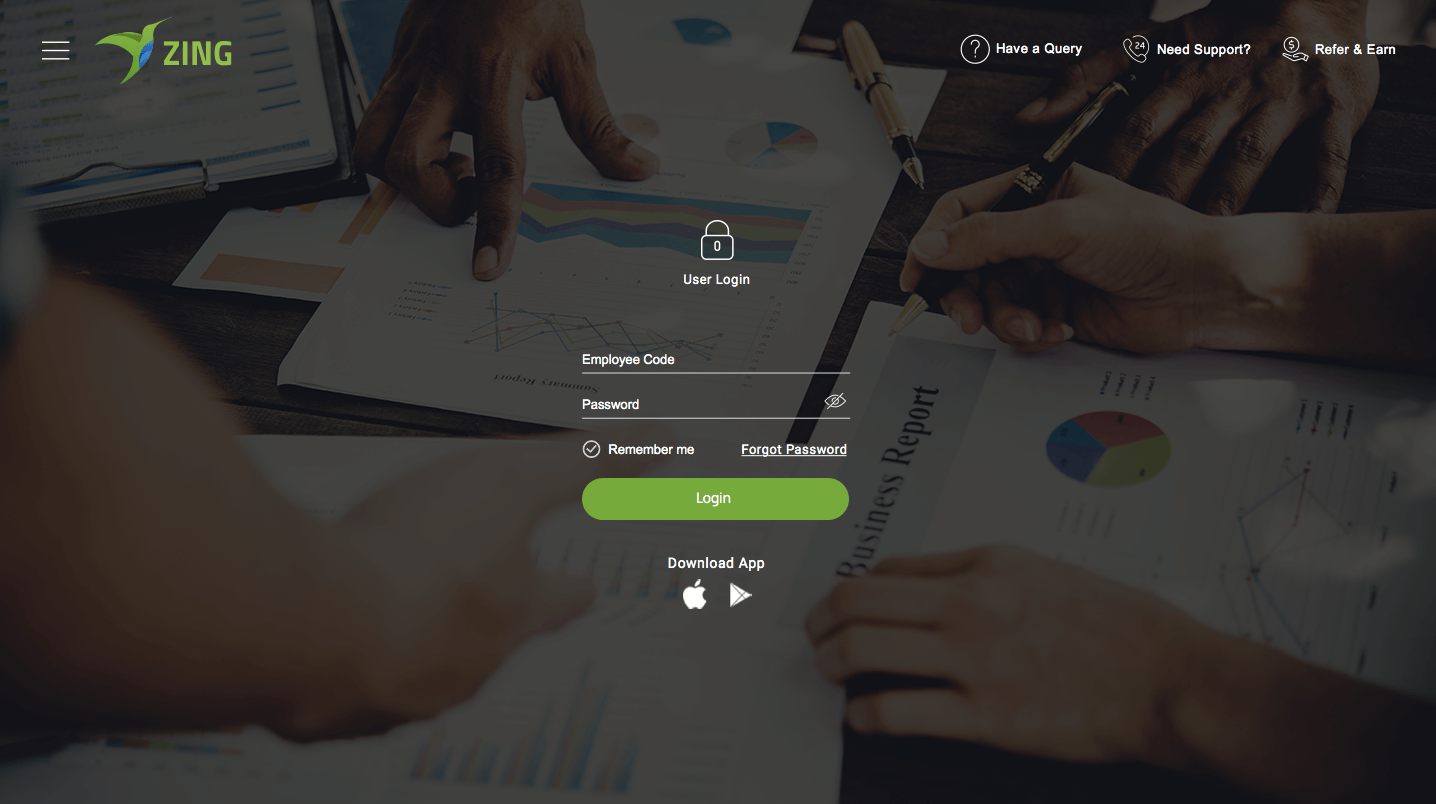 ZING
Have a Query
24
Need Support?
$
Refer & Earn
0
User Login
Employee Code
Summary Report
Password
Remember me
Forgot Password
Login
Business Report
Download App